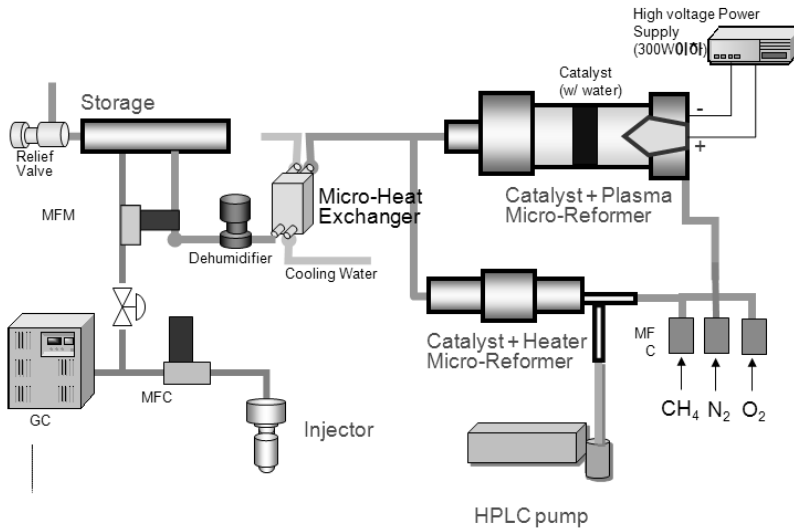 High voltage Power
Supply
(300W이하)
Catalyst
(w/ water)
-
+
Storage
Relief
Valve
MFM
Micro-Heat
Exchanger
Catalyst + Plasma
Micro-Reformer
Dehumidifier
Cooling Water
Catalyst + Heater
Micro-Reformer
MF
C
GC
MFC
Injector
CH₄ N₂ O₂
HPLC pump